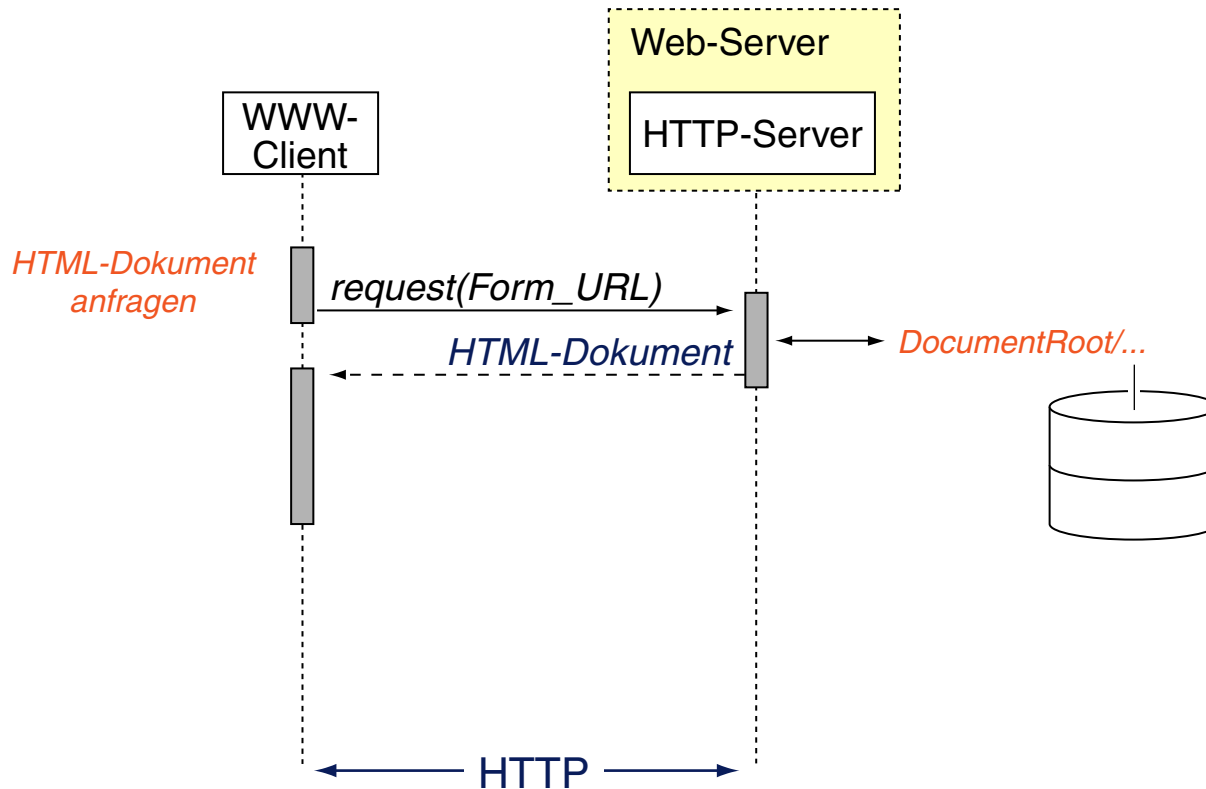 Web-Server
WWW-
Client
HTTP-Server
HTML-Dokument
anfragen
request(Form_URL)
HTML-Dokument
DocumentRoot/...
HTTP